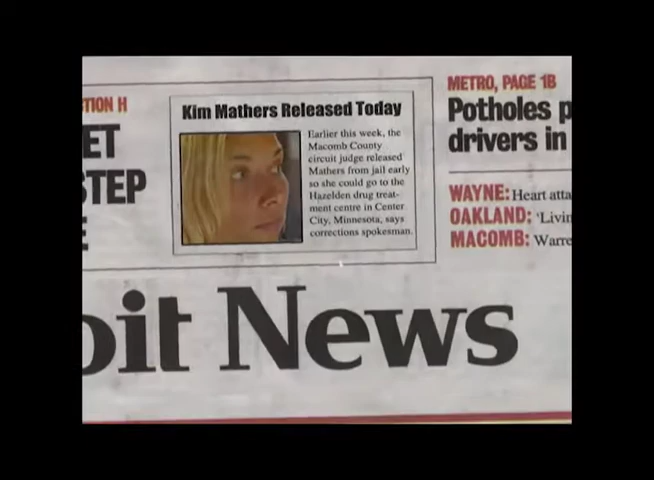 TION H
ET
STEP
E
Kim Mathers Released Today
Earlier this week, the
Macomb County
circuit judge released
Mathers from jail early
so she could go to the
Hazelden drug treat-
ment centre in Center
City, Minnesota, says
corrections spokesman.
METRO, PAGE 1B
Potholes p
drivers in
WAYNE: Heart atta
OAKLAND: 'Livin
MACOMB: Warre
oit News